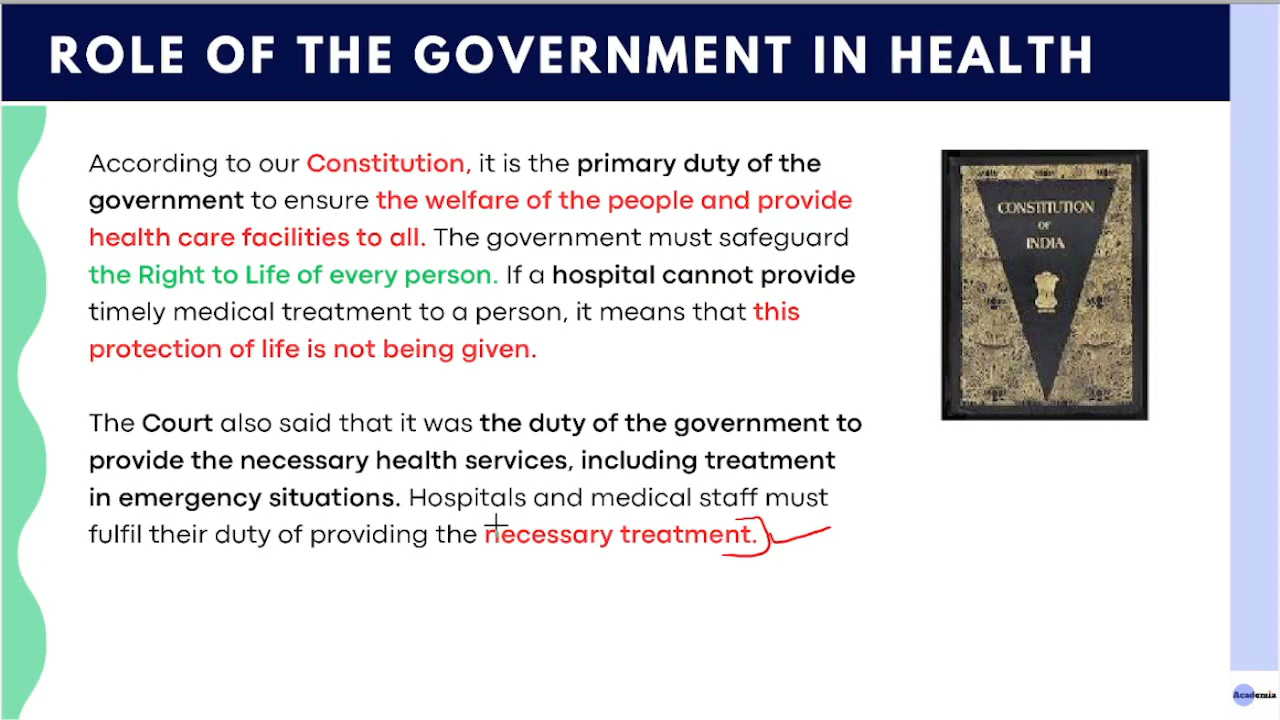 ROLE OF THE GOVERNMENT IN HEALTH
According to our Constitution, it is the primary duty of the
government to ensure the welfare of the people and provide
health care facilities to all. The government must safeguard
the Right to Life of every person. If a hospital cannot provide
timely medical treatment to a person, it means that this
protection of life is not being given.
The Court also said that it was the duty of the government to
provide the necessary health services, including treatment
in emergency situations. Hospitals and medical staff must
fulfil their duty of providing the necessary treatment.
CONSTITUTION
OF
INDIA
Academia